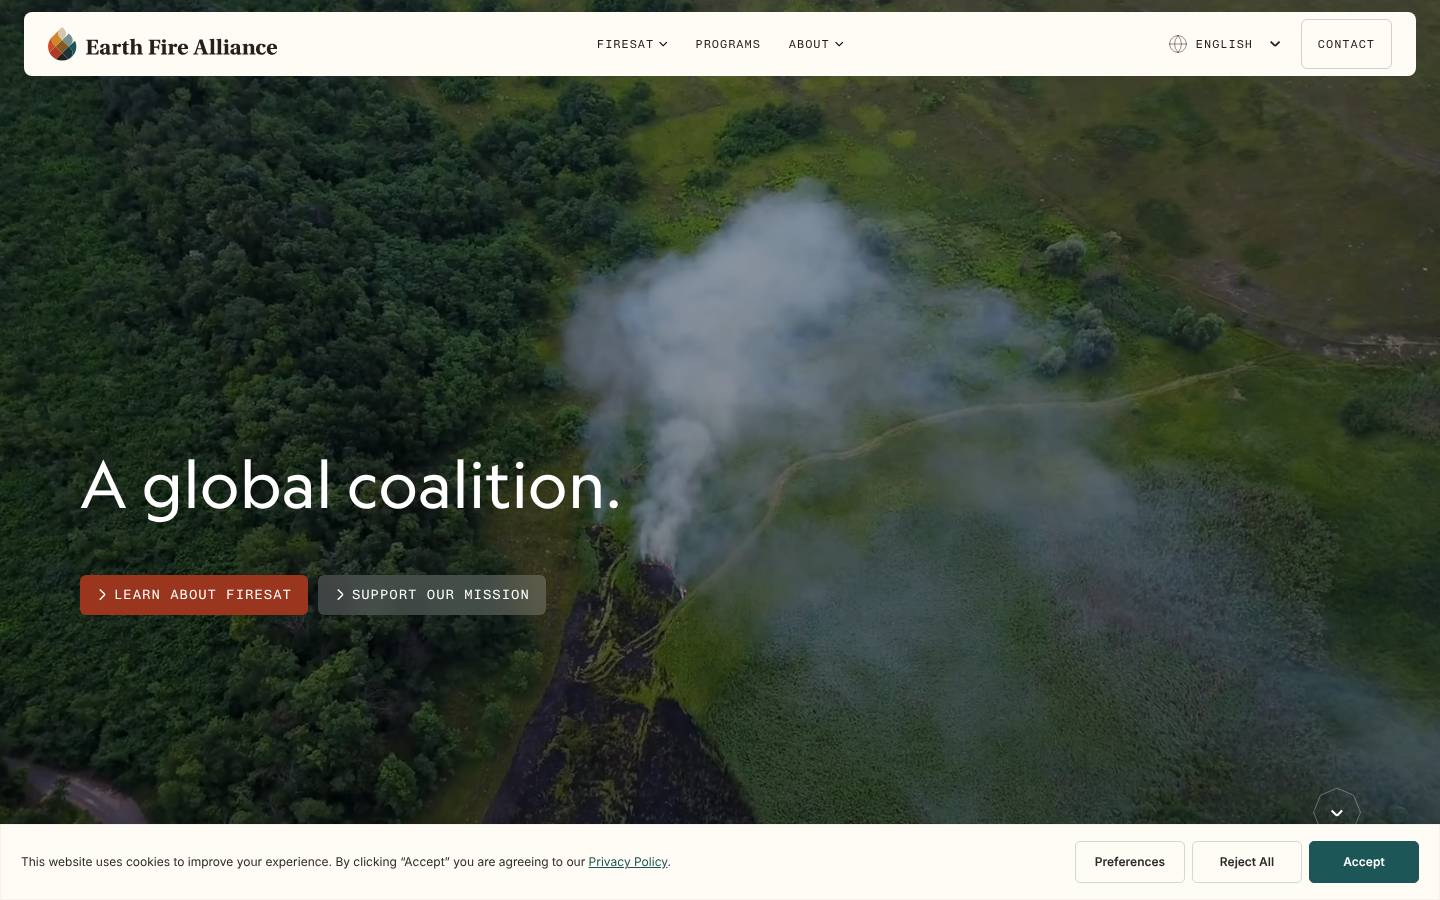 Earth Fire Alliance
FIRESAT
PROGRAMS
ABOUT
ENGLISH
CONTACT
A global coalition.
LEARN ABOUT FIRESAT
SUPPORT OUR MISSION
This website uses cookies to improve your experience. By clicking “Accept” you are agreeing to our Privacy Policy.
Preferences
Reject All
Accept